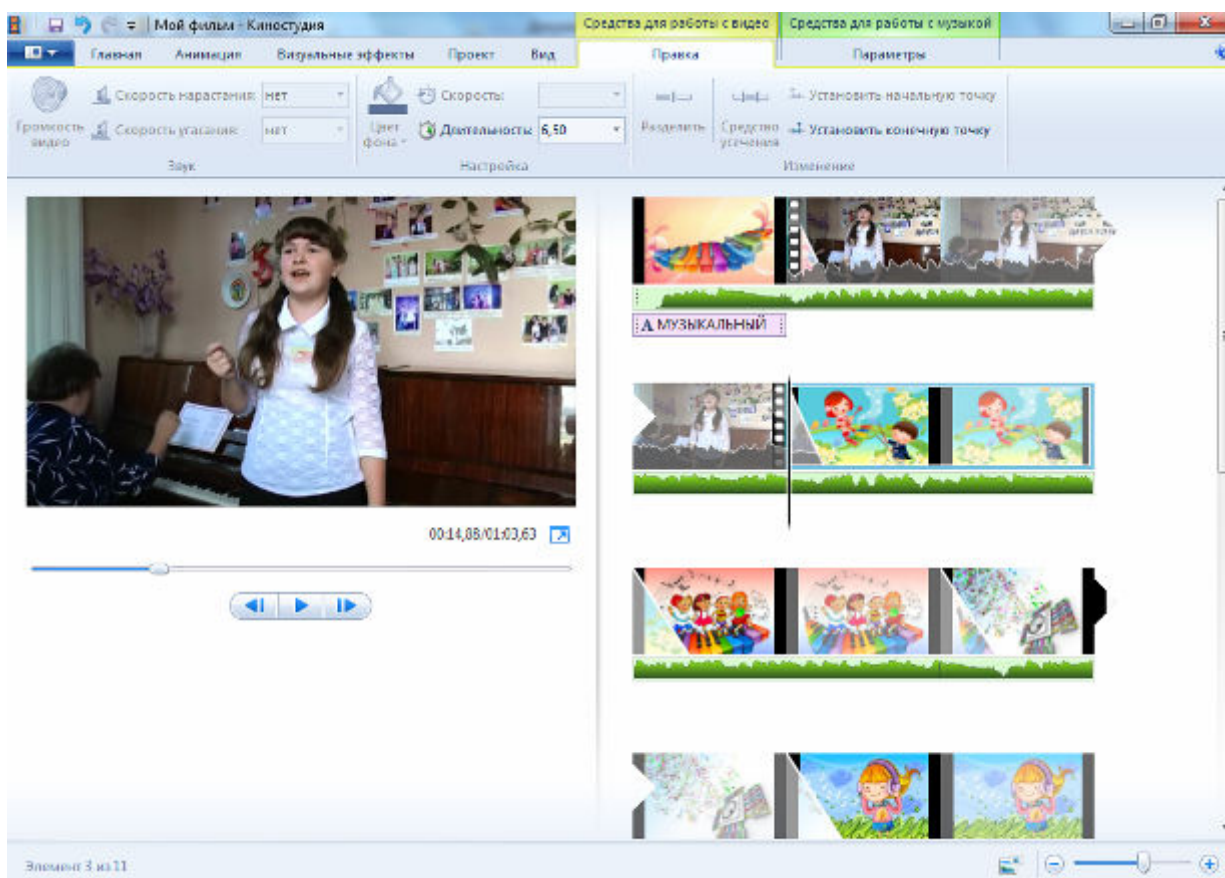 Мой фильм - Киностудия
Средства для работы с видео
Средства для работы с музыкой
Главная
Анимация
Визуальные эффекты
Проект
Вид
Правка
Параметры
Громкость видео
Скорость нарастания: нет
Скорость угасания: нет
Звук
Цвет фона
Скорость:
Длительность: 6,50
Настройка
Разделить
Средство усечения
Установить начальную точку
Установить конечную точку
Изменение
А МУЗЫКАЛЬНЫЙ
00:14,88/01:03,63
Элемент 3 из 11